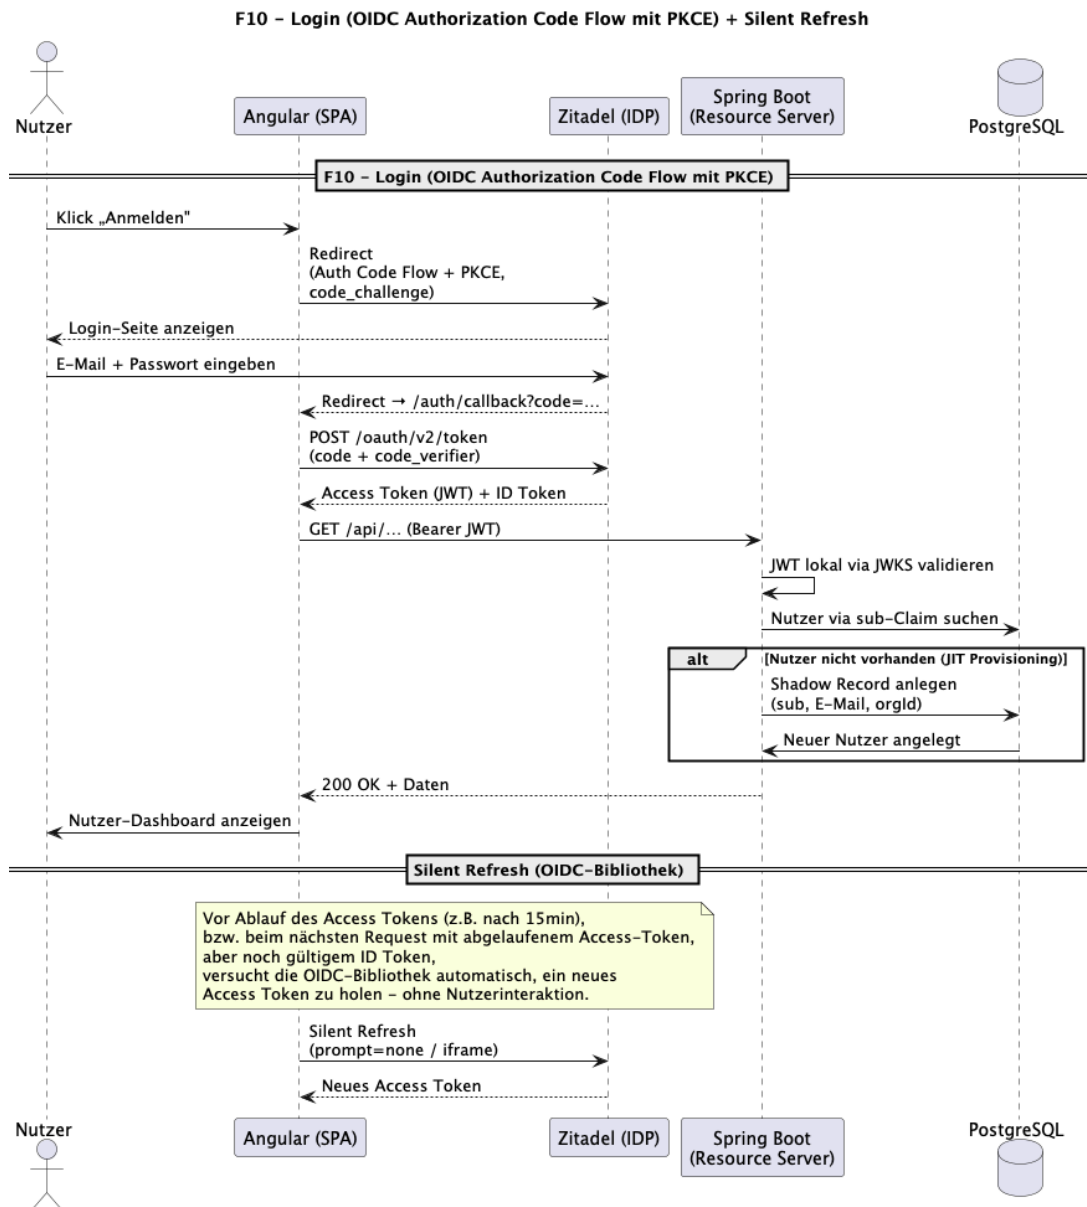 F10 – Login (OIDC Authorization Code Flow mit PKCE) + Silent Refresh
Nutzer
Angular (SPA)
Zitadel (IDP)
Spring Boot
(Resource Server)
PostgreSQL
F10 – Login (OIDC Authorization Code Flow mit PKCE)
Klick „Anmelden"
Redirect
(Auth Code Flow + PKCE,
code_challenge)
Login-Seite anzeigen
E-Mail + Passwort eingeben
Redirect → /auth/callback?code=...
POST /oauth/v2/token
(code + code_verifier)
Access Token (JWT) + ID Token
GET /api/... (Bearer JWT)
JWT lokal via JWKS validieren
Nutzer via sub-Claim suchen
alt [Nutzer nicht vorhanden (JIT Provisioning)]
Shadow Record anlegen
(sub, E-Mail, orgId)
Neuer Nutzer angelegt
200 OK + Daten
Nutzer-Dashboard anzeigen
Silent Refresh (OIDC-Bibliothek)
Vor Ablauf des Access Tokens (z.B. nach 15min),
bzw. beim nächsten Request mit abgelaufenem Access-Token,
aber noch gültigem ID Token,
versucht die OIDC-Bibliothek automatisch, ein neues
Access Token zu holen – ohne Nutzerinteraktion.
Silent Refresh
(prompt=none / iframe)
Neues Access Token
Nutzer
Angular (SPA)
Zitadel (IDP)
Spring Boot
(Resource Server)
PostgreSQL